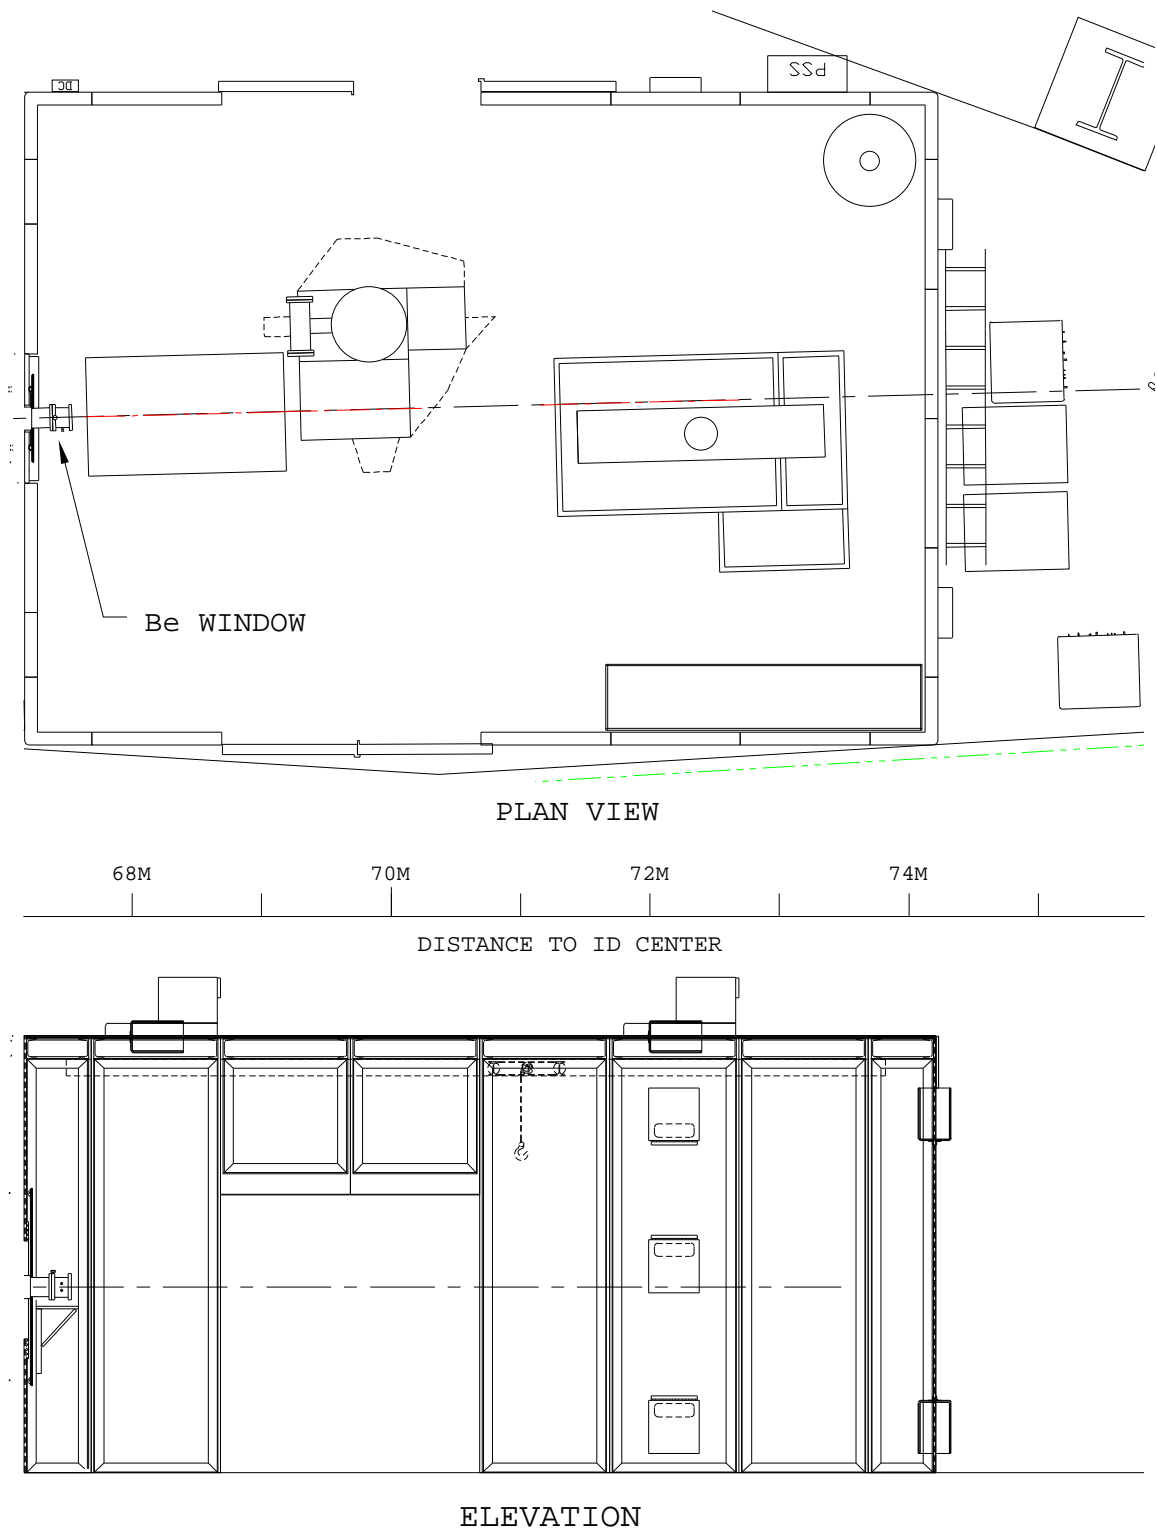 DC
PSS
Be WINDOW
PLAN VIEW
68M 70M 72M 74M
DISTANCE TO ID CENTER
ELEVATION